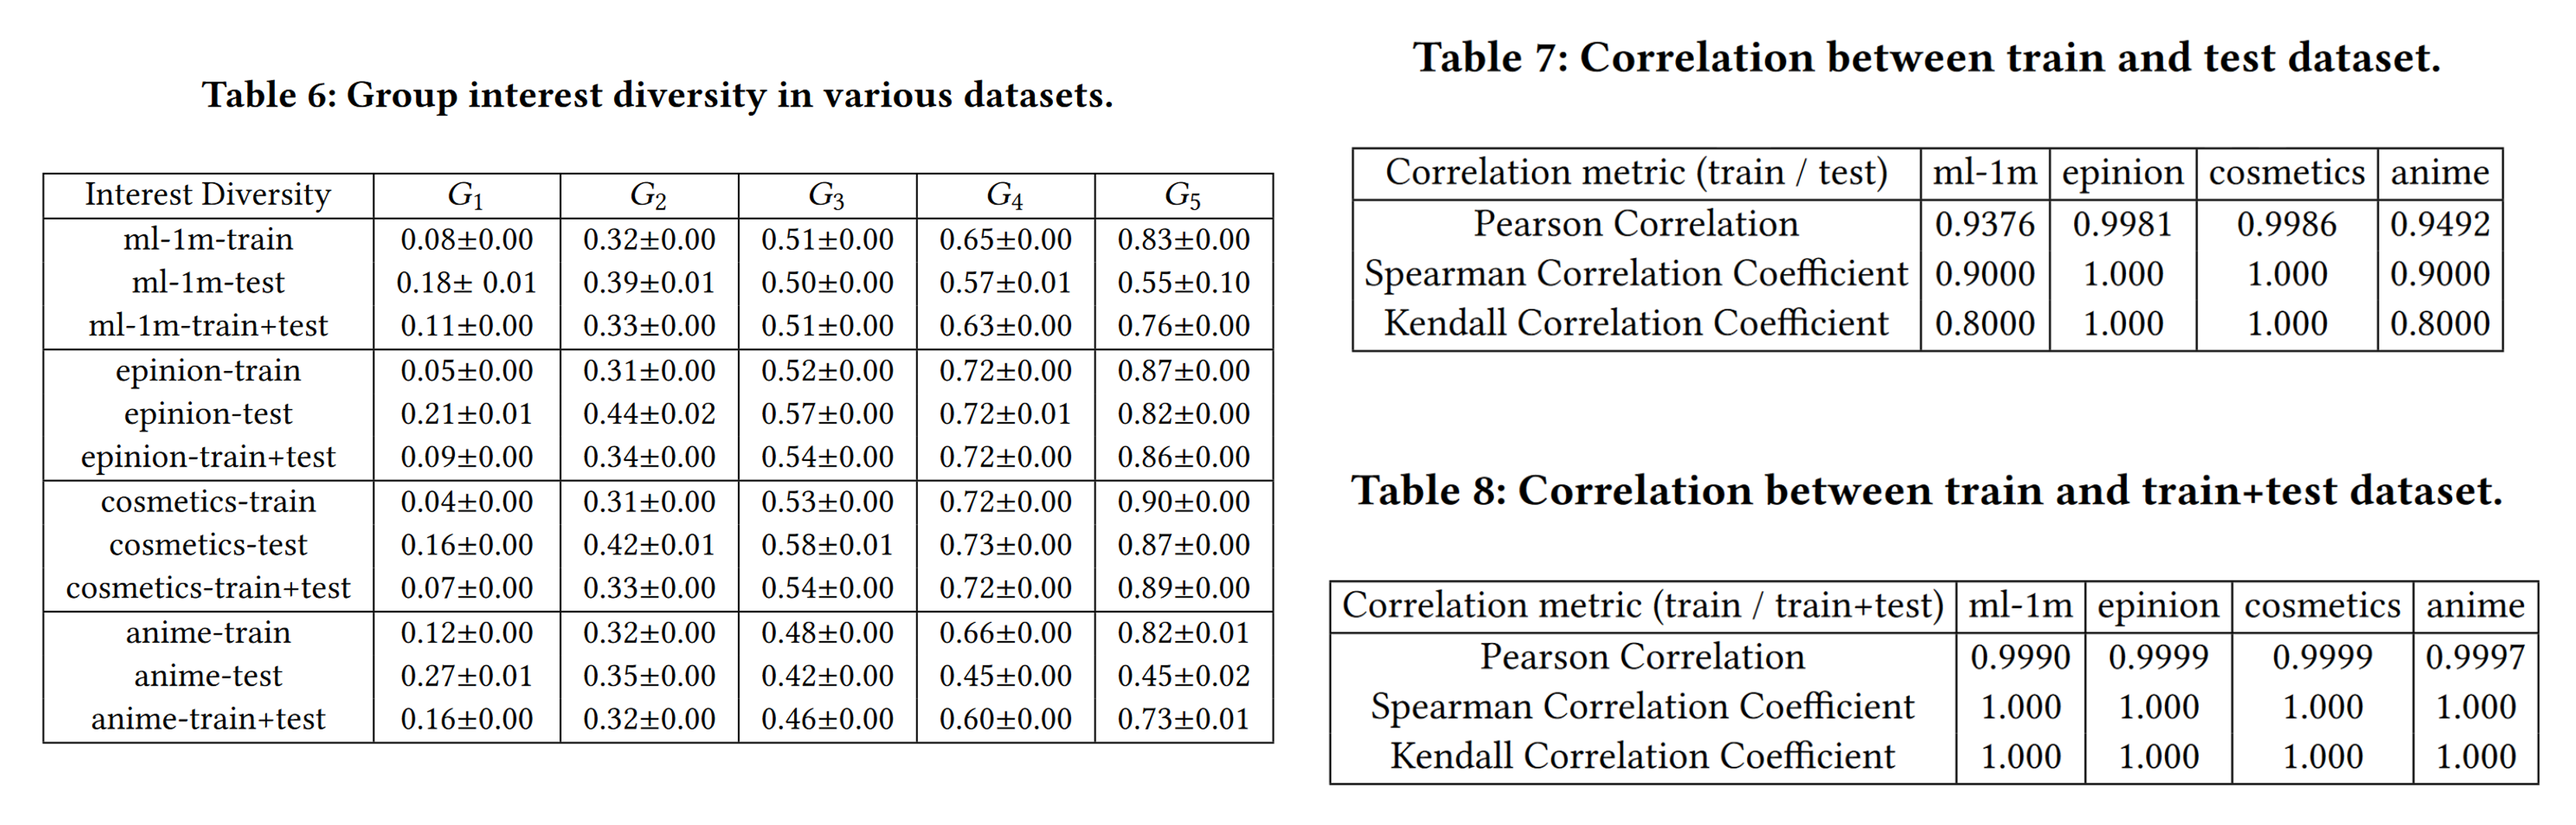 Table 6: Group interest diversity in various datasets.
Interest Diversity G₁ G₂ G₃ G₄ G₅
ml-1m-train 0.08±0.00 0.32±0.00 0.51±0.00 0.65±0.00 0.83±0.00
ml-1m-test 0.18± 0.01 0.39±0.01 0.50±0.00 0.57±0.01 0.55±0.10
ml-1m-train+test 0.11±0.00 0.33±0.00 0.51±0.00 0.63±0.00 0.76±0.00
epinion-train 0.05±0.00 0.31±0.00 0.52±0.00 0.72±0.00 0.87±0.00
epinion-test 0.21±0.01 0.44±0.02 0.57±0.00 0.72±0.01 0.82±0.00
epinion-train+test 0.09±0.00 0.34±0.00 0.54±0.00 0.72±0.00 0.86±0.00
cosmetics-train 0.04±0.00 0.31±0.00 0.53±0.00 0.72±0.00 0.90±0.00
cosmetics-test 0.16±0.00 0.42±0.01 0.58±0.01 0.73±0.00 0.87±0.00
cosmetics-train+test 0.07±0.00 0.33±0.00 0.54±0.00 0.72±0.00 0.89±0.00
anime-train 0.12±0.00 0.32±0.00 0.48±0.00 0.66±0.00 0.82±0.01
anime-test 0.27±0.01 0.35±0.00 0.42±0.00 0.45±0.00 0.45±0.02
anime-train+test 0.16±0.00 0.32±0.00 0.46±0.00 0.60±0.00 0.73±0.01
Table 7: Correlation between train and test dataset.
Correlation metric (train / test) ml-1m epinion cosmetics anime
Pearson Correlation 0.9376 0.9981 0.9986 0.9492
Spearman Correlation Coefficient 0.9000 1.000 1.000 0.9000
Kendall Correlation Coefficient 0.8000 1.000 1.000 0.8000
Table 8: Correlation between train and train+test dataset.
Correlation metric (train / train+test) ml-1m epinion cosmetics anime
Pearson Correlation 0.9990 0.9999 0.9999 0.9997
Spearman Correlation Coefficient 1.000 1.000 1.000 1.000
Kendall Correlation Coefficient 1.000 1.000 1.000 1.000